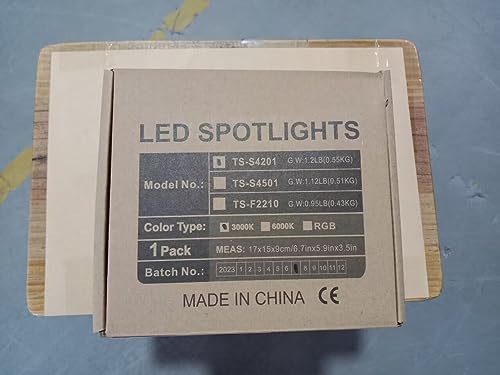 LED SPOTLIGHTS
Model No.: TS-S4201 G.W:1.2LB(0.55KG)
TS-S4501 G.W:1.12LB(0.51KG)
TS-F2210 G.W:0.95LB(0.43KG)
Color Type: 3000K 6000K RGB
1 Pack MEAS: 17x15x9cm/6.7inx5.9inx3.5in
Batch No.: 2023 1 2 3 4 5 6 8 9 10 11 12
MADE IN CHINA CE